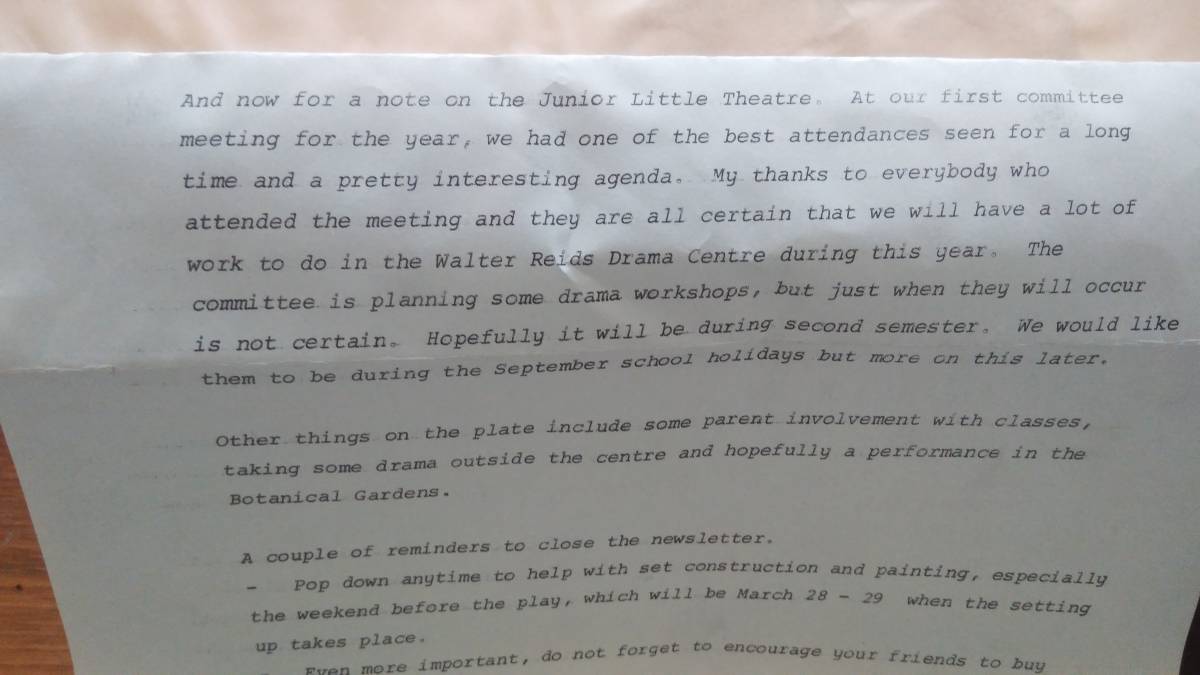 And now for a note on the Junior Little Theatre. At our first committee
meeting for the year, we had one of the best attendances seen for a long
time and a pretty interesting agenda. My thanks to everybody who
attended the meeting and they are all certain that we will have a lot of
work to do in the Walter Reids Drama Centre during this year. The
committee is planning some drama workshops, but just when they will occur
is not certain. Hopefully it will be during second semester. We would like
them to be during the September school holidays but more on this later.
Other things on the plate include some parent involvement with classes,
taking some drama outside the centre and hopefully a performance in the
Botanical Gardens.
A couple of reminders to close the newsletter.
- Pop down anytime to help with set construction and painting, especially
the weekend before the play, which will be March 28 - 29 when the setting
up takes place.
Even more important, do not forget to encourage your friends to buy